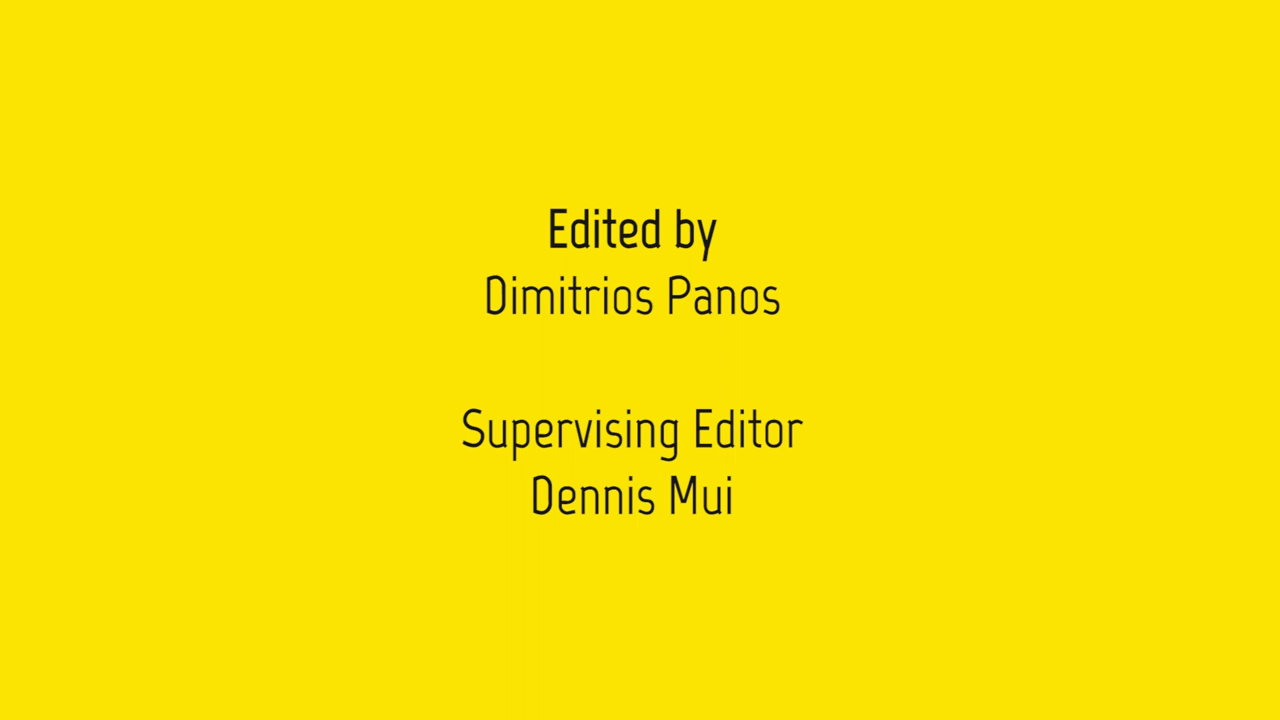 Edited by
Dimitrios Panos
Supervising Editor
Dennis Mui